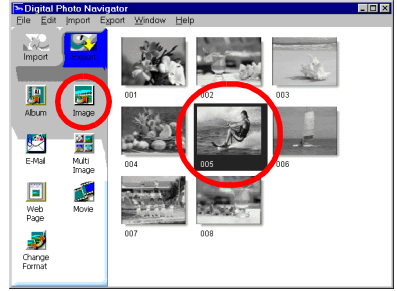 Digital Photo Navigator
File Edit Import Export Window Help
Import Export
001 002 003
Album Image
004 005 006
E-Mail Multi Image
Web Page Movie
007 008
Change Format